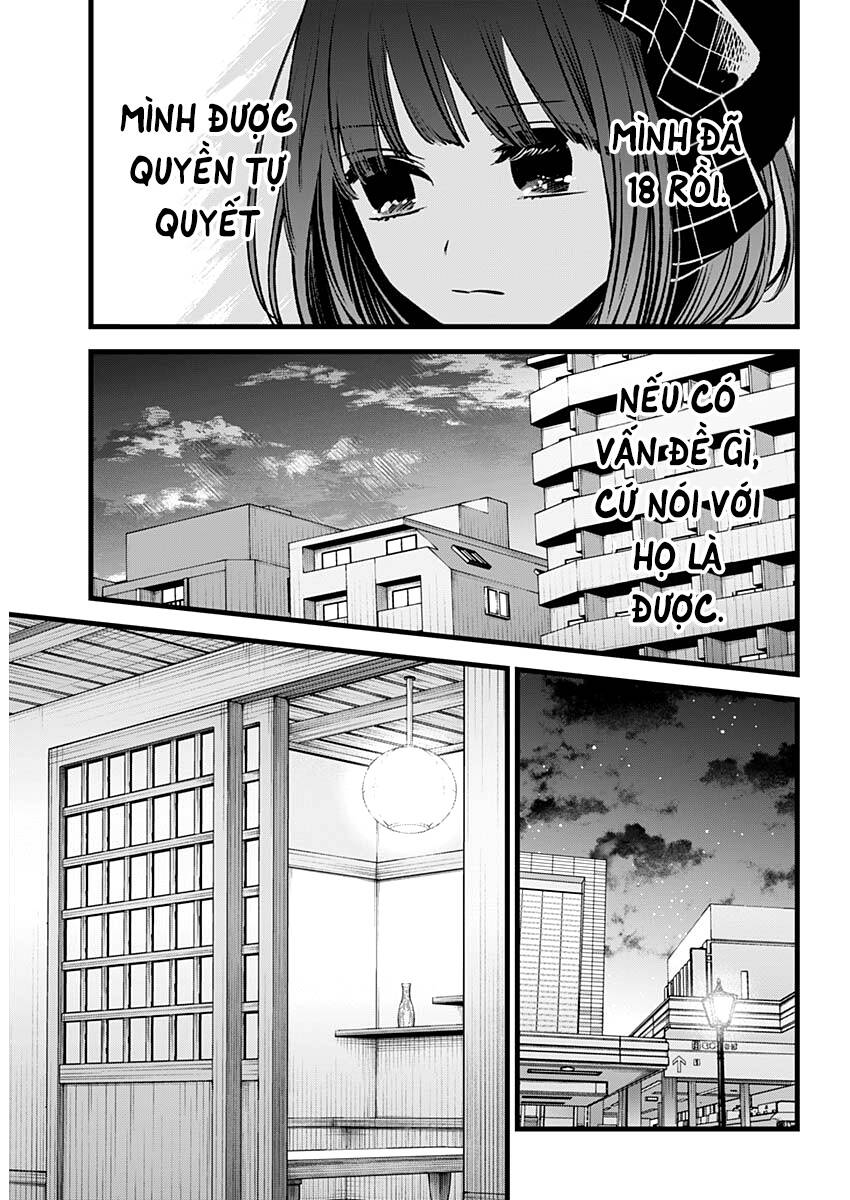 MÌNH ĐÃ
18 RỒI.
MÌNH ĐƯỢC
QUYỀN TỰ
QUYẾT
NẾU CÓ
VẤN ĐỀ GÌ,
CỨ NÓI VỚI
HỌ LÀ
ĐƯỢC.